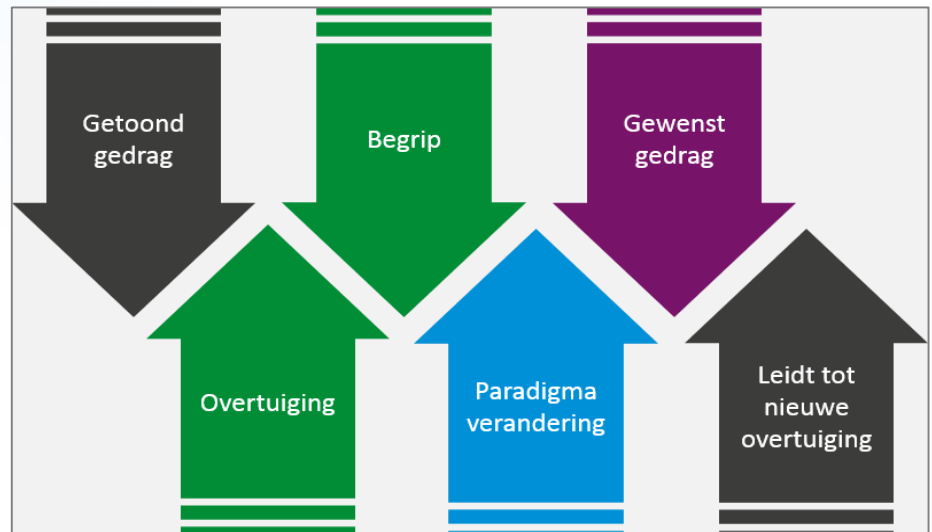 Getoond
gedrag
Overtuiging
Begrip
Paradigma
verandering
Gewenst
gedrag
Leidt tot
nieuwe
overtuiging